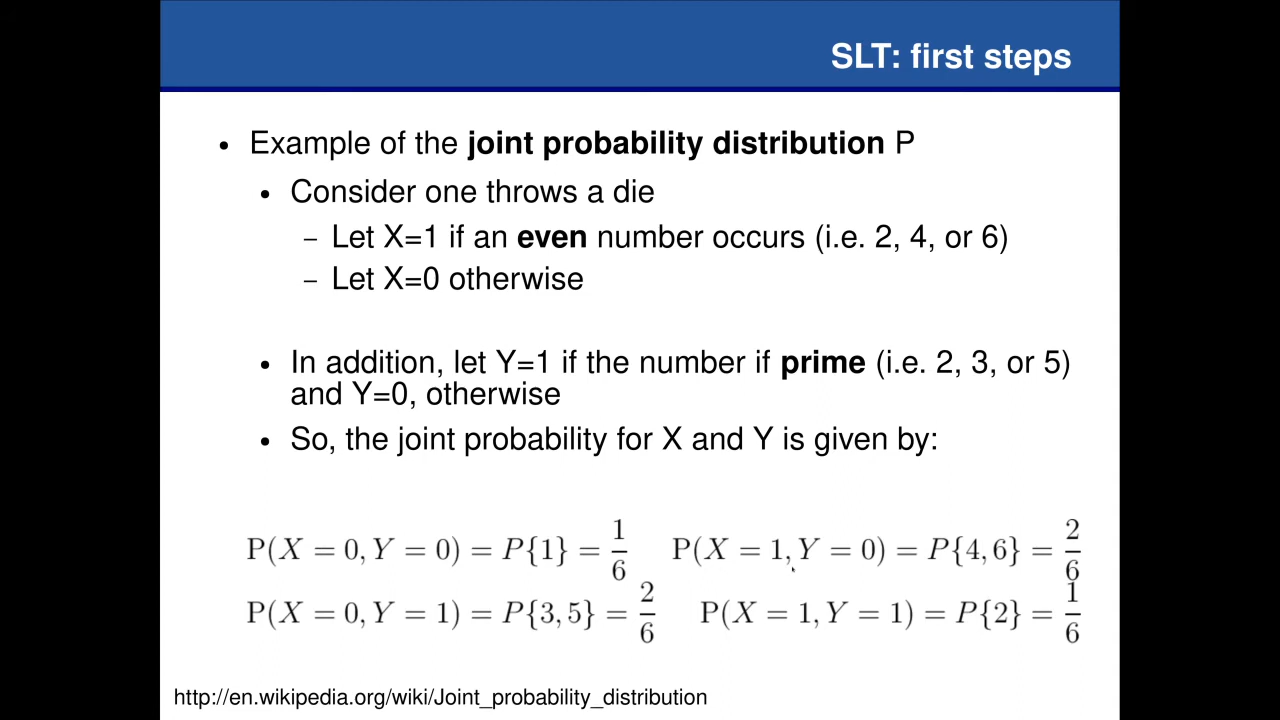 SLT: first steps
• Example of the joint probability distribution P
• Consider one throws a die
– Let X=1 if an even number occurs (i.e. 2, 4, or 6)
– Let X=0 otherwise
• In addition, let Y=1 if the number if prime (i.e. 2, 3, or 5)
and Y=0, otherwise
• So, the joint probability for X and Y is given by:
P(X = 0, Y = 0) = P{1} = 1/6 P(X = 1, Y = 0) = P{4, 6} = 2/6
P(X = 0, Y = 1) = P{3, 5} = 2/6 P(X = 1, Y = 1) = P{2} = 1/6
http://en.wikipedia.org/wiki/Joint_probability_distribution